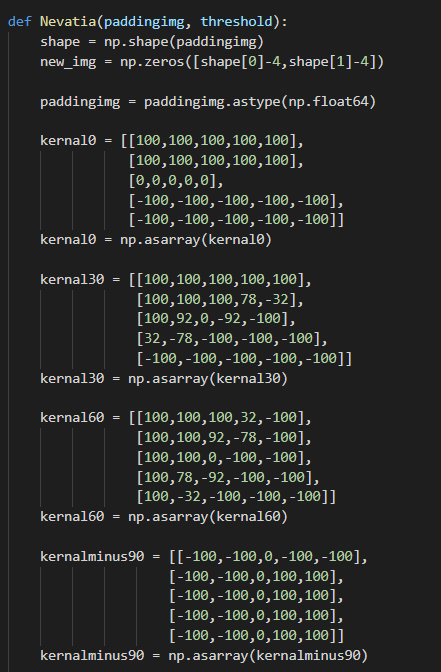 def Nevatia(paddingimg, threshold):
    shape = np.shape(paddingimg)
    new_img = np.zeros([shape[0]-4,shape[1]-4])

    paddingimg = paddingimg.astype(np.float64)

    kernal0 = [[100,100,100,100,100],
               [100,100,100,100,100],
               [0,0,0,0,0],
               [-100,-100,-100,-100,-100],
               [-100,-100,-100,-100,-100]]
    kernal0 = np.asarray(kernal0)

    kernal30 = [[100,100,100,100,100],
                [100,100,100,78,-32],
                [100,92,0,-92,-100],
                [32,-78,-100,-100,-100],
                [-100,-100,-100,-100,-100]]
    kernal30 = np.asarray(kernal30)

    kernal60 = [[100,100,100,32,-100],
                [100,100,92,-78,-100],
                [100,100,0,-100,-100],
                [100,78,-92,-100,-100],
                [100,-32,-100,-100,-100]]
    kernal60 = np.asarray(kernal60)

    kernalminus90 = [[-100,-100,0,-100,-100],
                     [-100,-100,0,100,100],
                     [-100,-100,0,100,100],
                     [-100,-100,0,100,100],
                     [-100,-100,0,100,100]]
    kernalminus90 = np.asarray(kernalminus90)